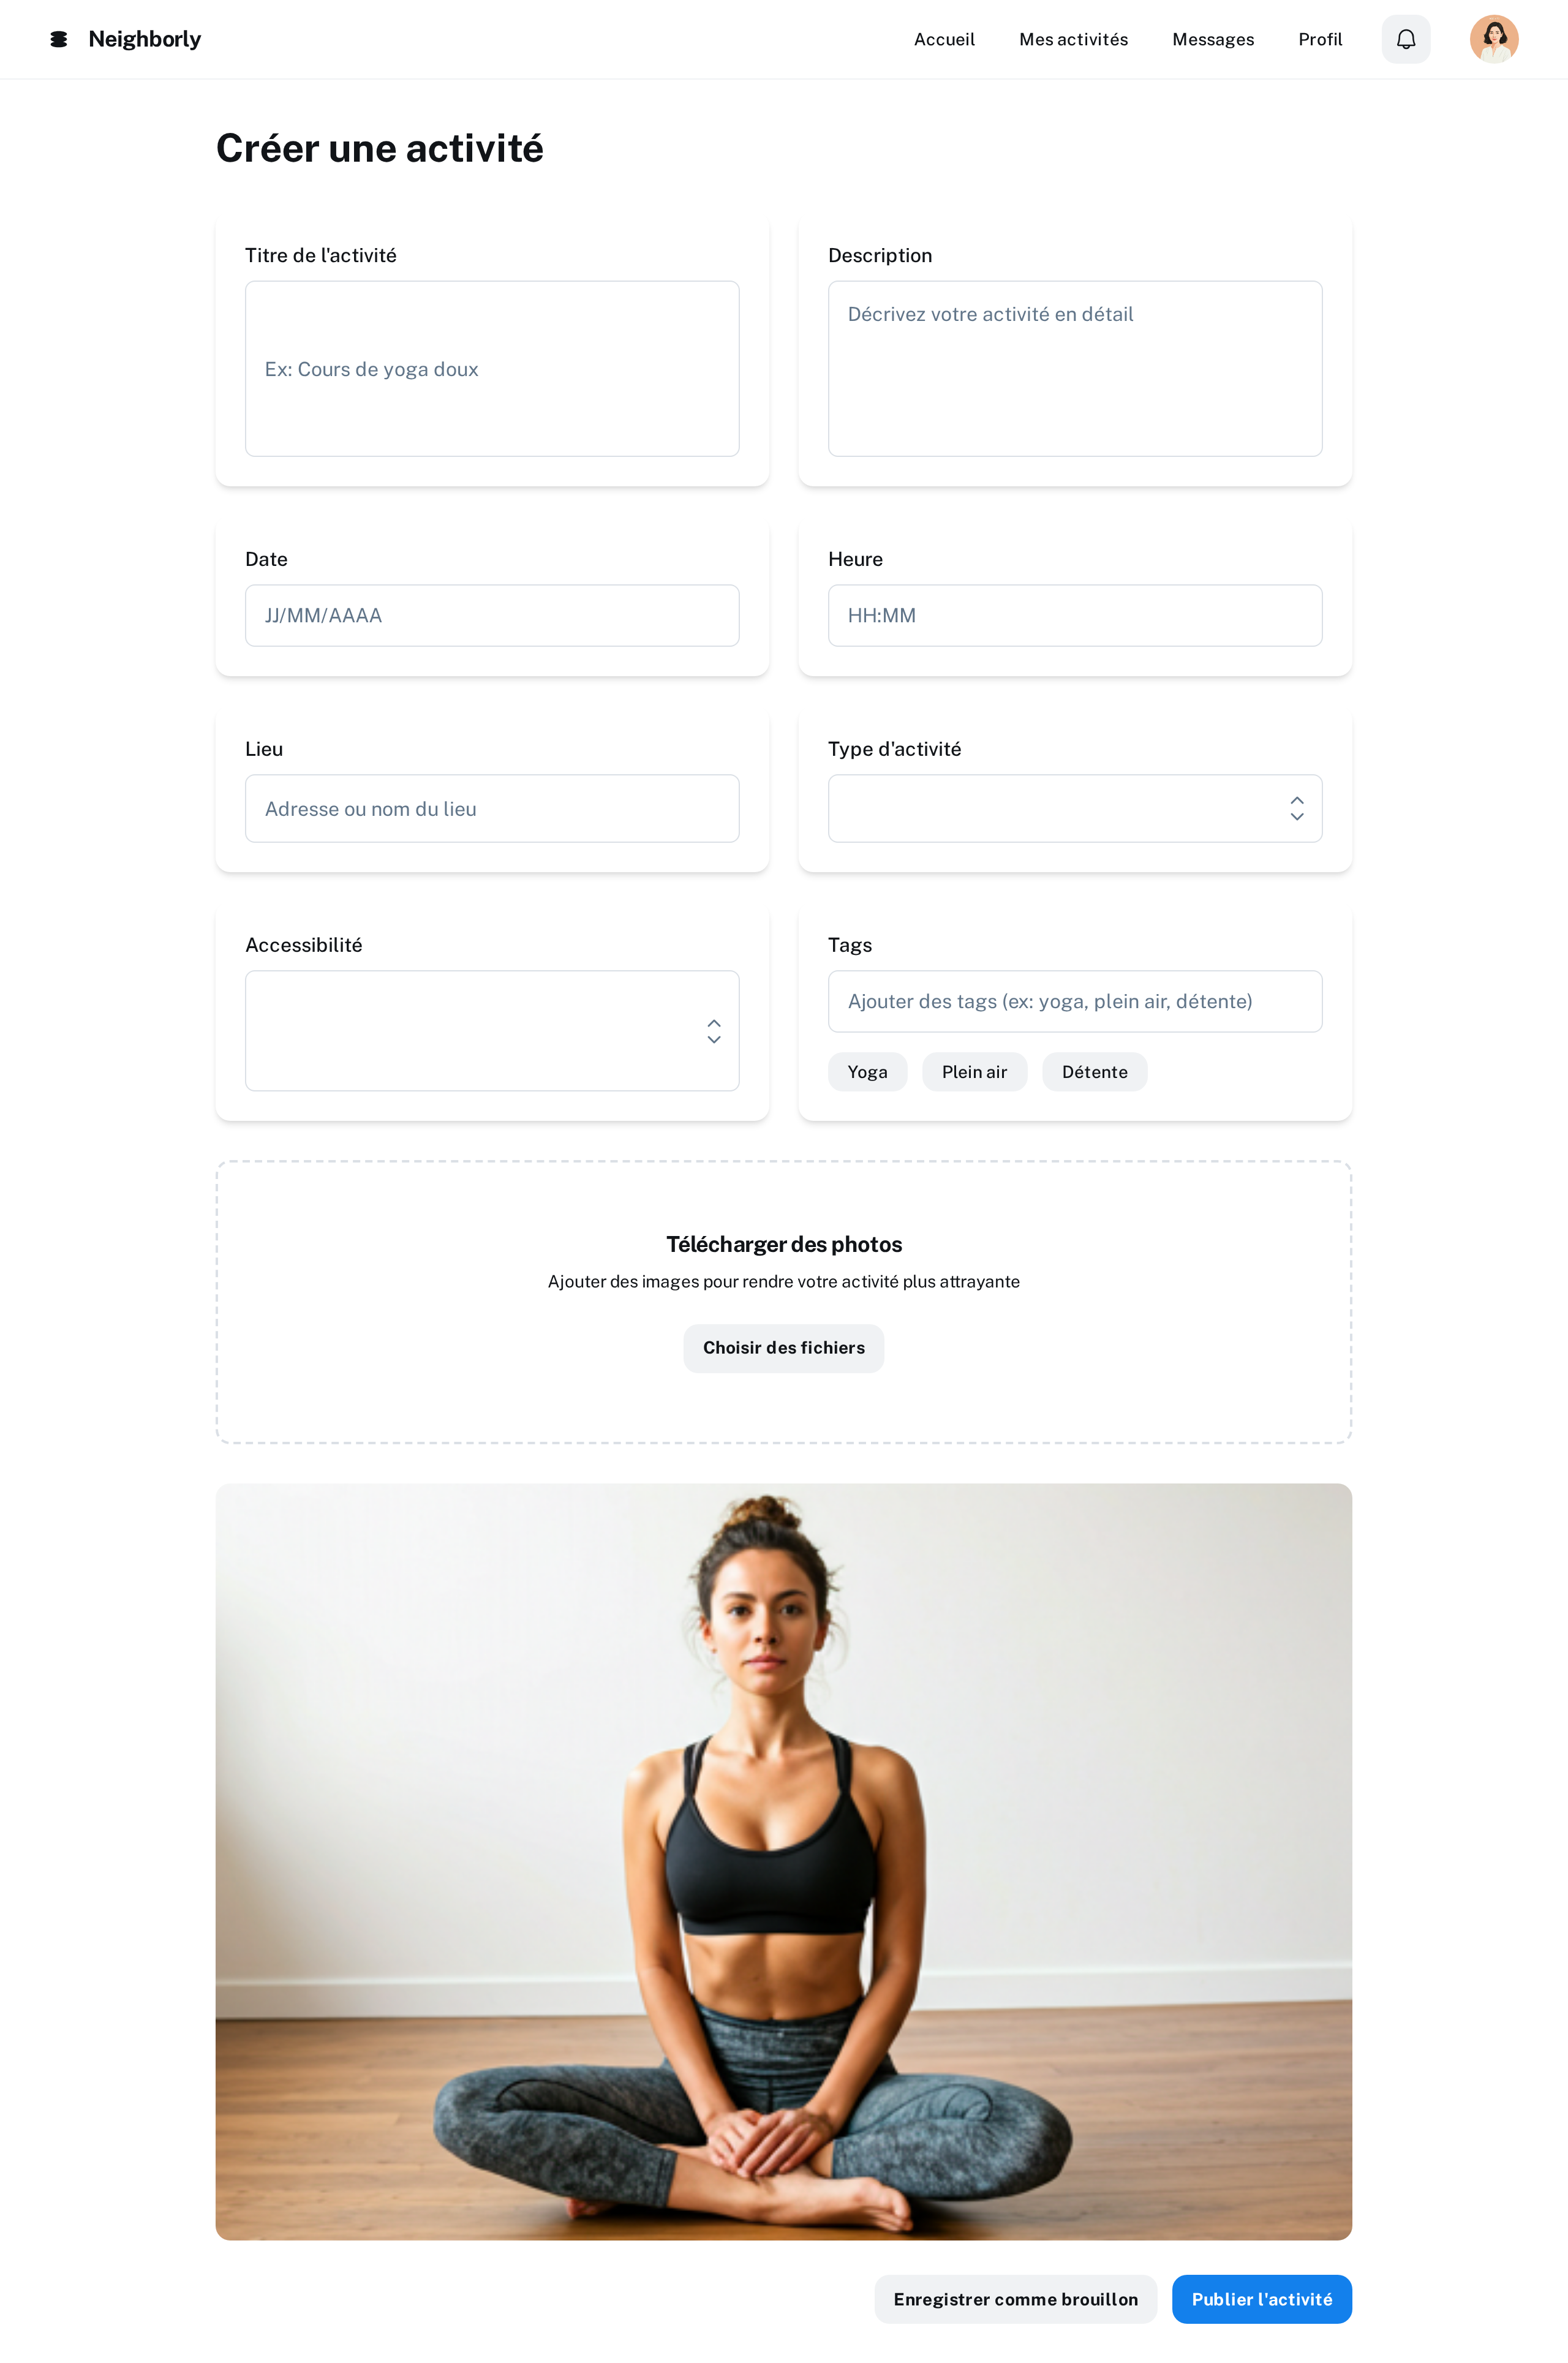 Neighborly
Accueil
Mes activités
Messages
Profil
Créer une activité
Titre de l'activité
Ex: Cours de yoga doux
Description
Décrivez votre activité en détail
Date
JJ/MM/AAAA
Heure
HH:MM
Lieu
Adresse ou nom du lieu
Type d'activité
Accessibilité
Tags
Ajouter des tags (ex: yoga, plein air, détente)
Yoga
Plein air
Détente
Télécharger des photos
Ajouter des images pour rendre votre activité plus attrayante
Choisir des fichiers
Enregistrer comme brouillon
Publier l'activité